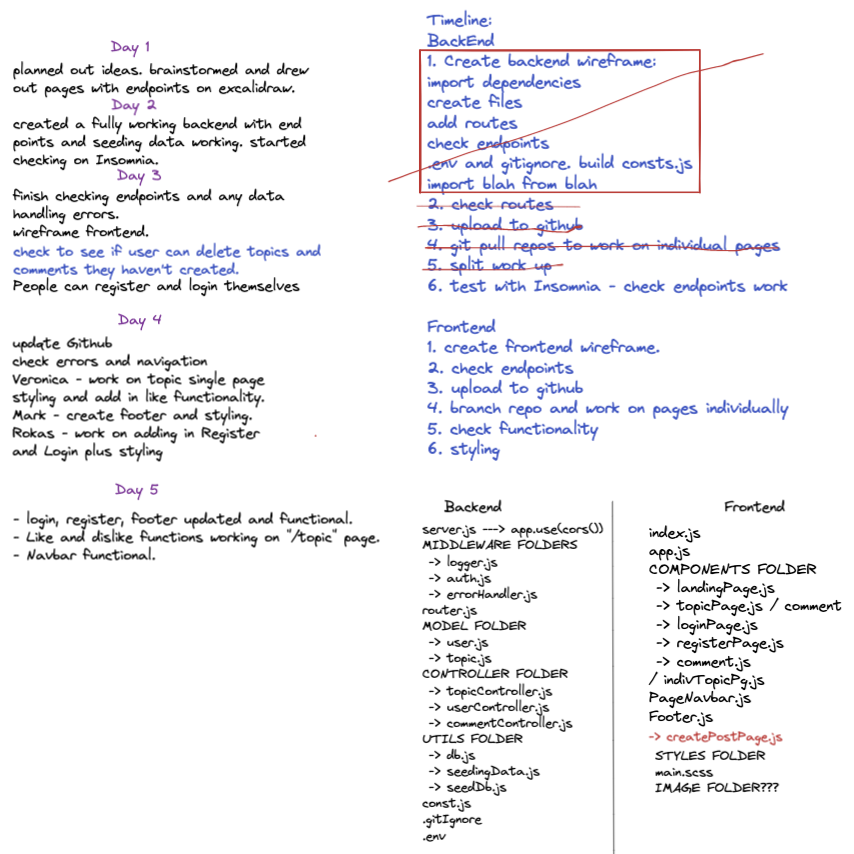 Day 1
planned out ideas. brainstormed and drew
out pages with endpoints on excalidraw.
Day 2
created a fully working backend with end
points and seeding data working. started
checking on Insomnia.
Day 3
finish checking endpoints and any data
handling errors.
wireframe frontend.
check to see if user can delete topics and
comments they haven't created.
People can register and login themselves
Day 4
update Github
check errors and navigation
Veronica - work on topic single page
styling and add in like functionality.
Mark - create footer and styling.
Rokas - work on adding in Register
and Login plus styling
Day 5
- login, register, footer updated and functional.
- Like and dislike functions working on "/topic" page.
- Navbar functional.
Timeline:
BackEnd
1. Create backend wireframe:
import dependencies
create files
add routes
check endpoints
.env and gitignore. build consts.js
import blah from blah
2. check routes
3. upload to github
4. git pull repos to work on individual pages
5. split work up
6. test with Insomnia - check endpoints work
Frontend
1. create frontend wireframe.
2. check endpoints
3. upload to github
4. branch repo and work on pages individually
5. check functionality
6. styling
Backend
server.js ---> app.use(cors())
MIDDLEWARE FOLDERS
-> logger.js
-> auth.js
-> errorHandler.js
router.js
MODEL FOLDER
-> user.js
-> topic.js
CONTROLLER FOLDER
-> topicController.js
-> userController.js
-> commentController.js
UTILS FOLDER
-> db.js
-> seedingData.js
-> seedDb.js
const.js
.gitIgnore
.env
Frontend
index.js
app.js
COMPONENTS FOLDER
-> landingPage.js
-> topicPage.js / comment
-> loginPage.js
-> registerPage.js
-> comment.js
/ indivTopicPg.js
PageNavbar.js
Footer.js
-> createPostPage.js
STYLES FOLDER
main.scss
IMAGE FOLDER???